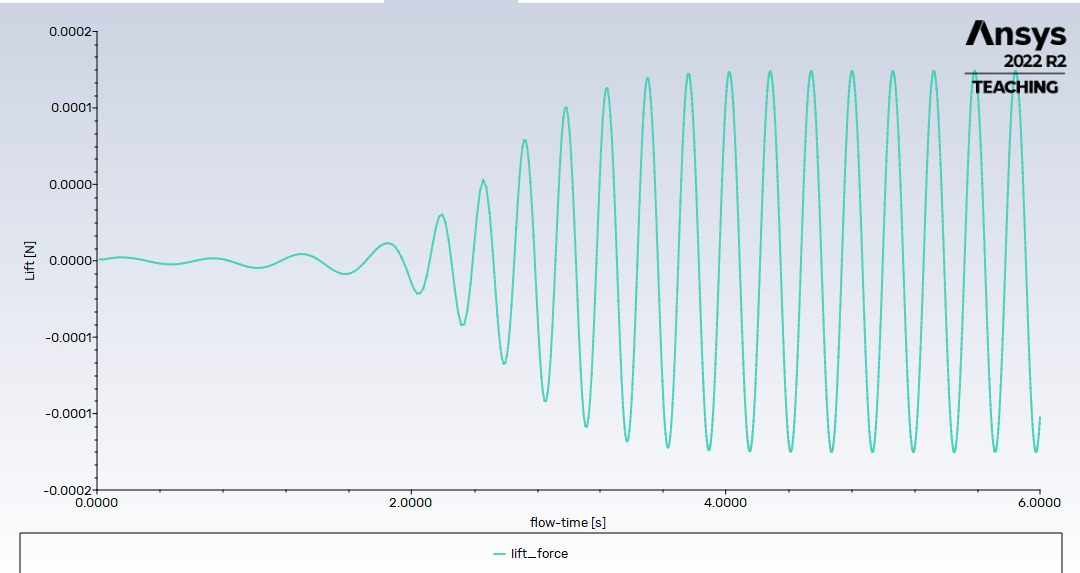 Ansys
2022 R2
TEACHING
0.0002
0.0001
0.0000
0.0000
-0.0001
-0.0001
-0.0002
Lift [N]
0.0000 2.0000 4.0000 6.0000
flow-time [s]
lift_force